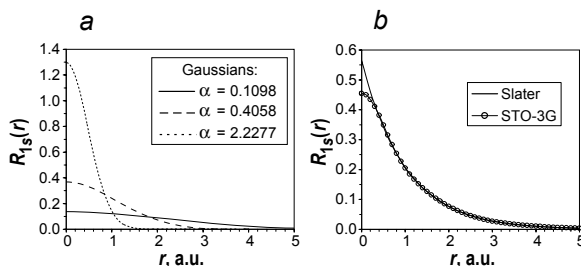 a
R1s(r)
1.4
1.2
1.0
0.8
0.6
0.4
0.2
0.0
Gaussians:
α = 0.1098
α = 0.4058
α = 2.2277
0 1 2 3 4 5
r, a.u.
b
R1s(r)
0.6
0.5
0.4
0.3
0.2
0.1
0.0
Slater
STO-3G
0 1 2 3 4 5
r, a.u.